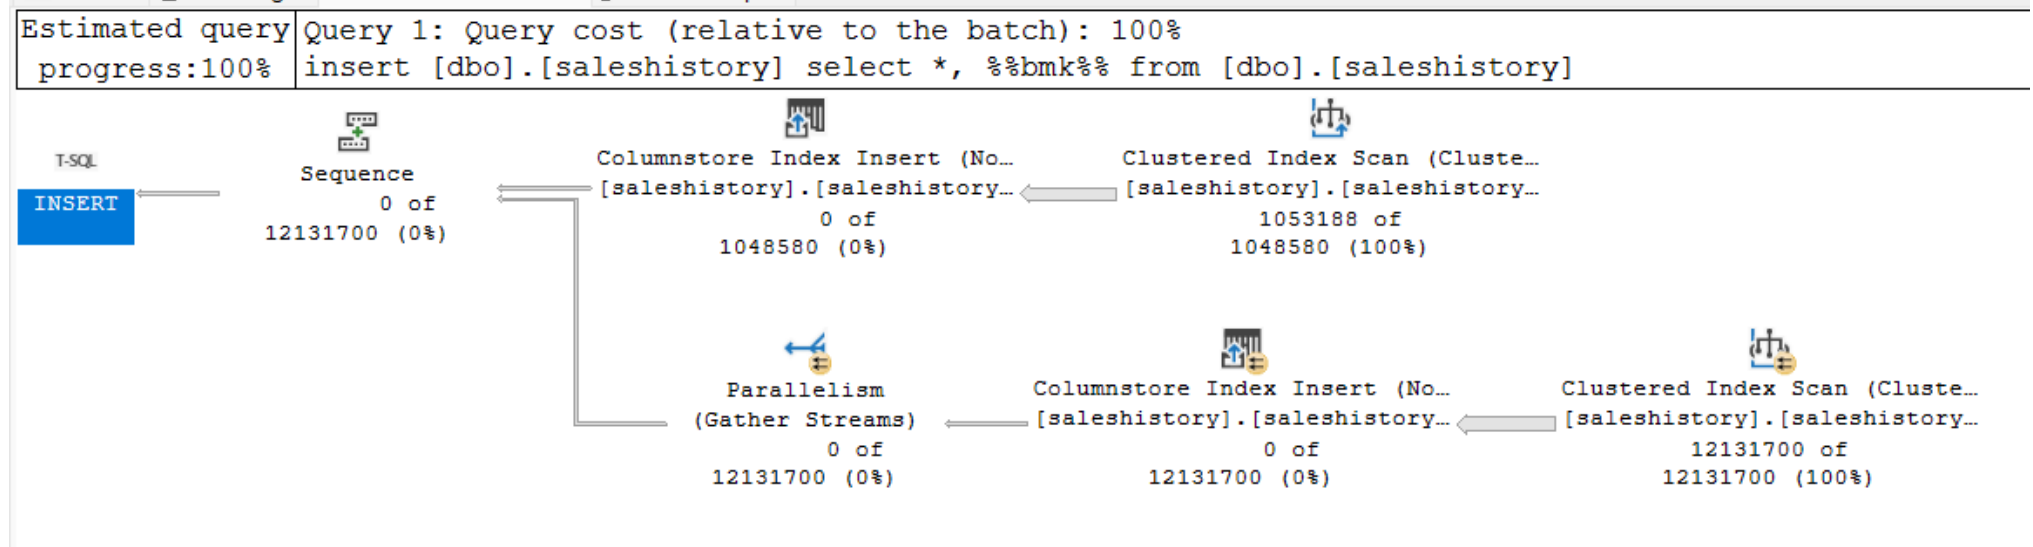 Estimated query
progress:100%
Query 1: Query cost (relative to the batch): 100%
insert [dbo].[saleshistory] select *, %%bmk%% from [dbo].[saleshistory]
T-SQL
INSERT
Sequence
0 of
12131700 (0%)
Columnstore Index Insert (No…
[saleshistory].[saleshistory…
0 of
1048580 (0%)
Clustered Index Scan (Cluste…
[saleshistory].[saleshistory…
1053188 of
1048580 (100%)
Parallelism
(Gather Streams)
0 of
12131700 (0%)
Columnstore Index Insert (No…
[saleshistory].[saleshistory…
0 of
12131700 (0%)
Clustered Index Scan (Cluste…
[saleshistory].[saleshistory…
12131700 of
12131700 (100%)